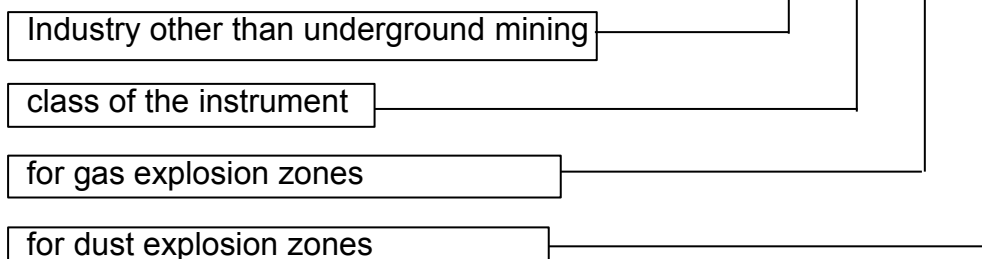 Industry other than underground mining
class of the instrument
for gas explosion zones
for dust explosion zones